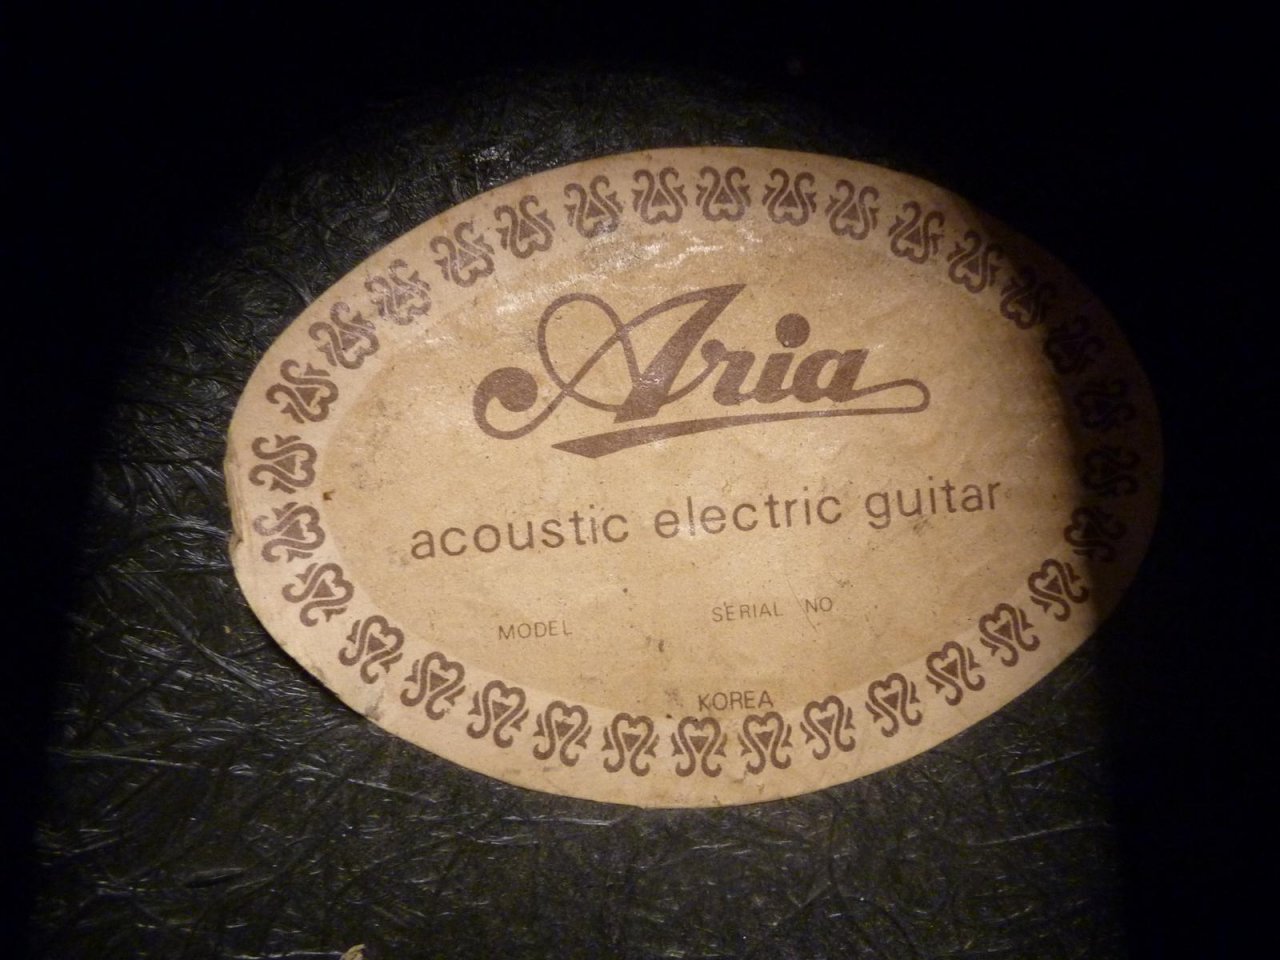 Aria
acoustic electric guitar
MODEL SERIAL NO
KOREA